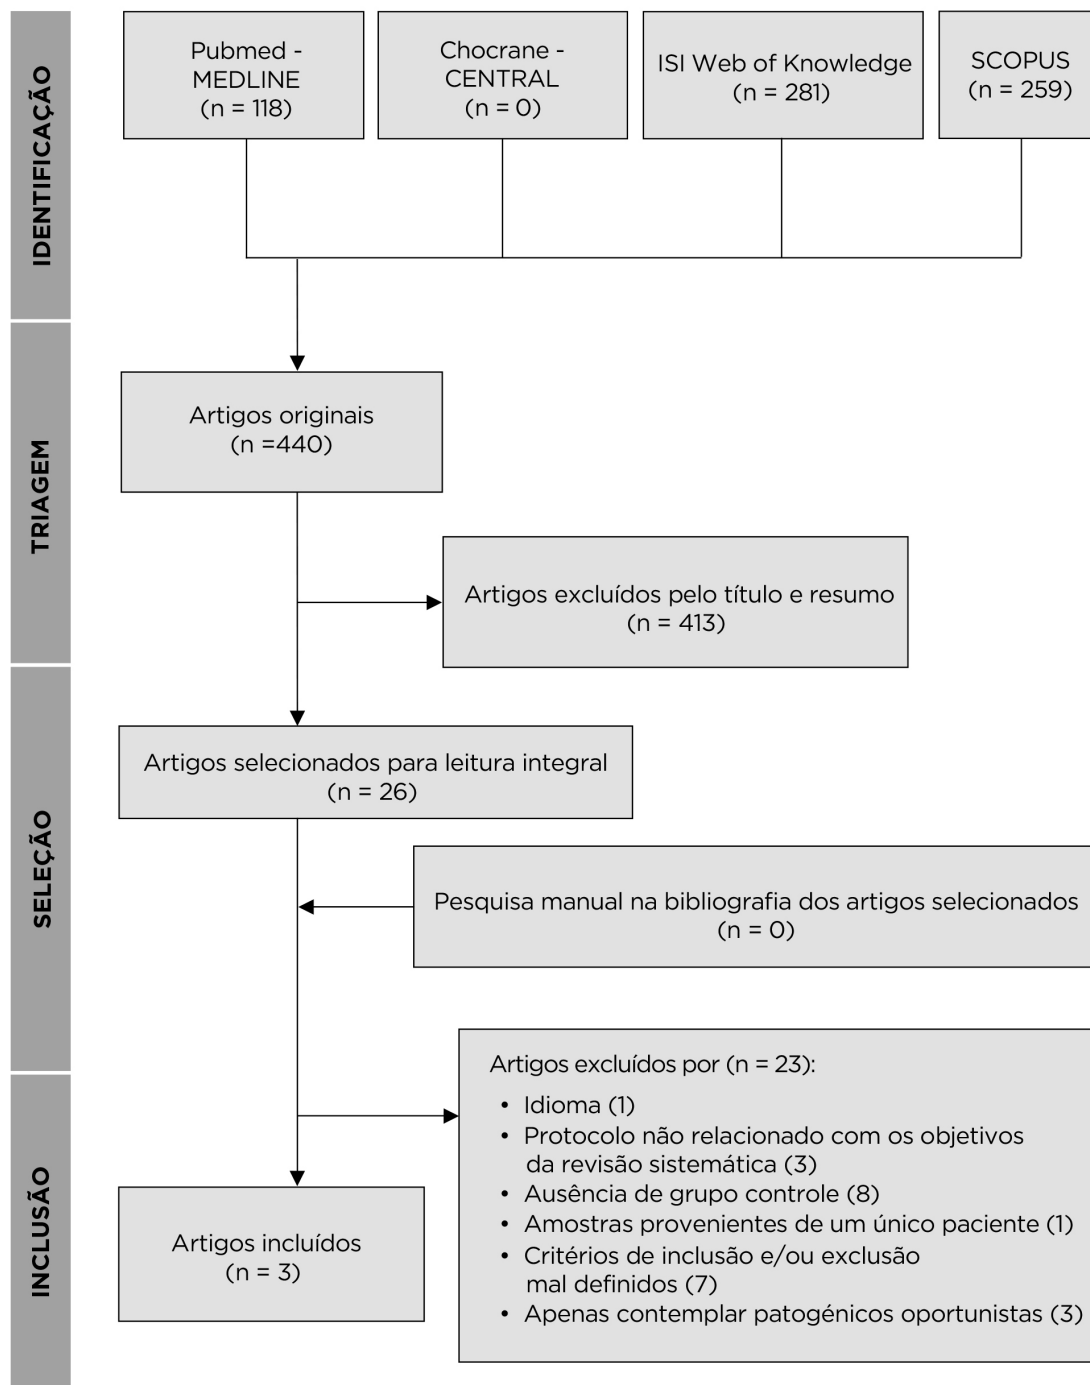 IDENTIFICAÇÃO
Pubmed -
MEDLINE
(n = 118)
Chocrane -
CENTRAL
(n = 0)
ISI Web of Knowledge
(n = 281)
SCOPUS
(n = 259)
TRIAGEM
Artigos originais
(n =440)
Artigos excluídos pelo título e resumo
(n = 413)
SELEÇÃO
Artigos selecionados para leitura integral
(n = 26)
Pesquisa manual na bibliografia dos artigos selecionados
(n = 0)
INCLUSÃO
Artigos excluídos por (n = 23):
• Idioma (1)
• Protocolo não relacionado com os objetivos
da revisão sistemática (3)
• Ausência de grupo controle (8)
• Amostras provenientes de um único paciente (1)
• Critérios de inclusão e/ou exclusão
mal definidos (7)
• Apenas contemplar patogénicos oportunistas (3)
Artigos incluídos
(n = 3)